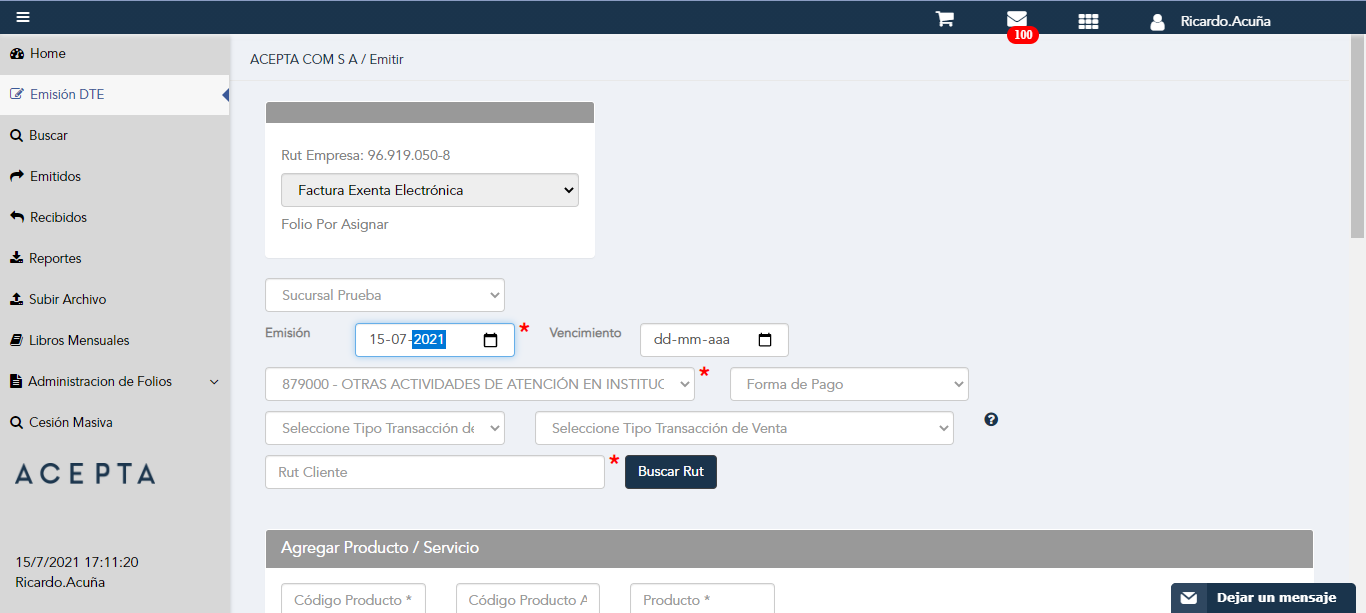 100
Ricardo.Acuña
Home
Emisión DTE
Buscar
Emitidos
Recibidos
Reportes
Subir Archivo
Libros Mensuales
Administracion de Folios
Cesión Masiva
ACEPTA
15/7/2021 17:11:20
Ricardo.Acuña
ACEPTA COM S A / Emitir
Rut Empresa: 96.919.050-8
Factura Exenta Electrónica
Folio Por Asignar
Sucursal Prueba
Emisión 15-07-2021 * Vencimiento dd-mm-aaa
879000 - OTRAS ACTIVIDADES DE ATENCIÓN EN INSTITUC * Forma de Pago
Seleccione Tipo Transacción de Seleccione Tipo Transacción de Venta ?
Rut Cliente * Buscar Rut
Agregar Producto / Servicio
Código Producto * Código Producto A Producto *
Dejar un mensaje